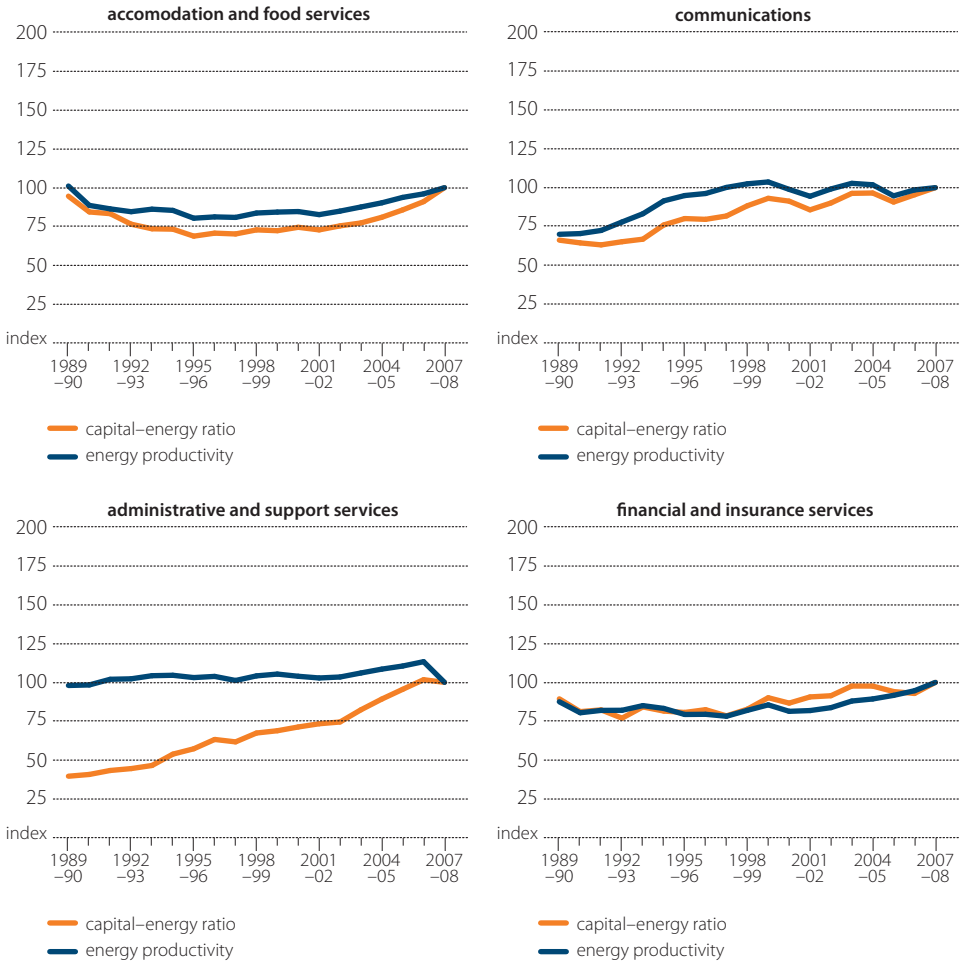 accomodation and food services
200
175
150
125
100
75
50
25
index
1989 1992 1995 1998 2001 2004 2007
–90 –93 –96 –99 –02 –05 –08
capital–energy ratio
energy productivity
communications
200
175
150
125
100
75
50
25
index
1989 1992 1995 1998 2001 2004 2007
–90 –93 –96 –99 –02 –05 –08
capital–energy ratio
energy productivity
administrative and support services
200
175
150
125
100
75
50
25
index
1989 1992 1995 1998 2001 2004 2007
–90 –93 –96 –99 –02 –05 –08
capital–energy ratio
energy productivity
financial and insurance services
200
175
150
125
100
75
50
25
index
1989 1992 1995 1998 2001 2004 2007
–90 –93 –96 –99 –02 –05 –08
capital–energy ratio
energy productivity